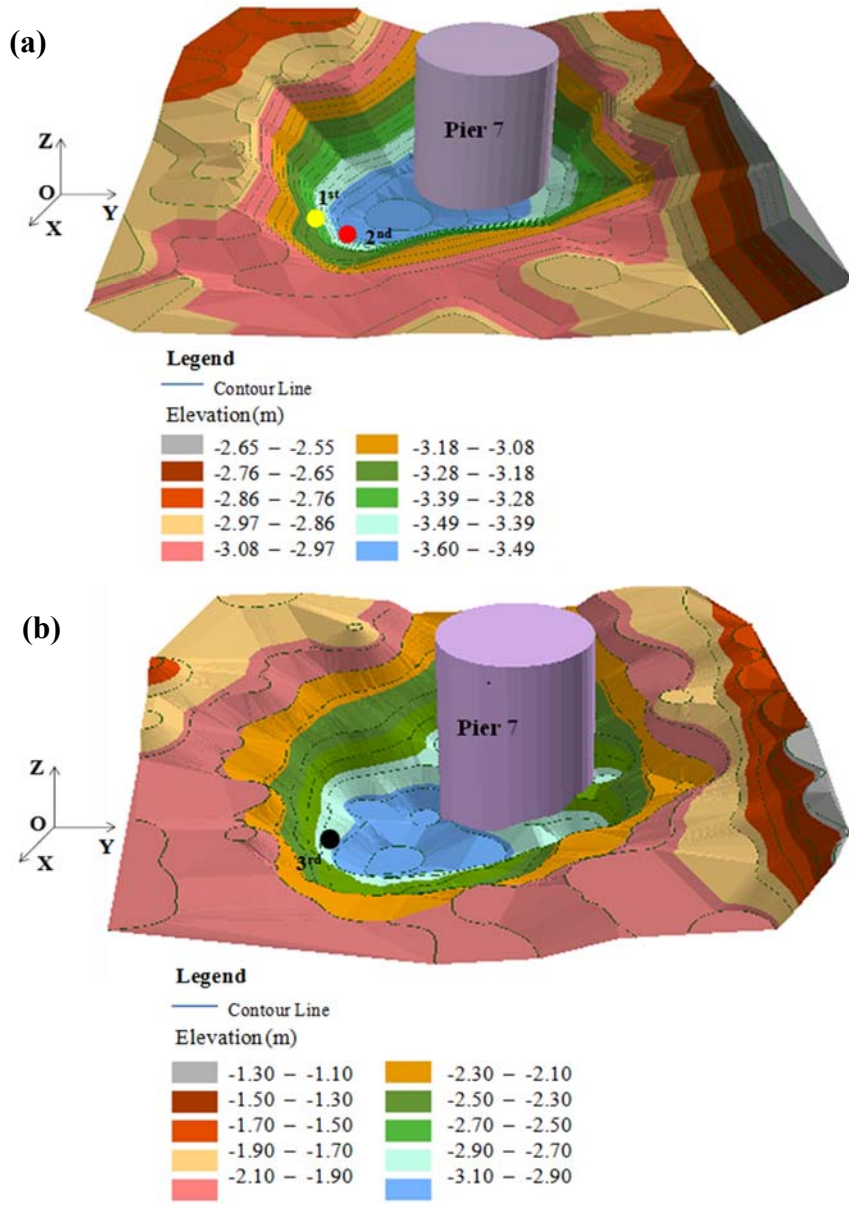 (a)
Pier 7
Z
O
X
Y
1st
2nd
Legend
Contour Line
Elevation(m)
-2.65 – -2.55 -3.18 – -3.08
-2.76 – -2.65 -3.28 – -3.18
-2.86 – -2.76 -3.39 – -3.28
-2.97 – -2.86 -3.49 – -3.39
-3.08 – -2.97 -3.60 – -3.49
(b)
Pier 7
Z
O
X
Y
3rd
Legend
Contour Line
Elevation(m)
-1.30 – -1.10 -2.30 – -2.10
-1.50 – -1.30 -2.50 – -2.30
-1.70 – -1.50 -2.70 – -2.50
-1.90 – -1.70 -2.90 – -2.70
-2.10 – -1.90 -3.10 – -2.90